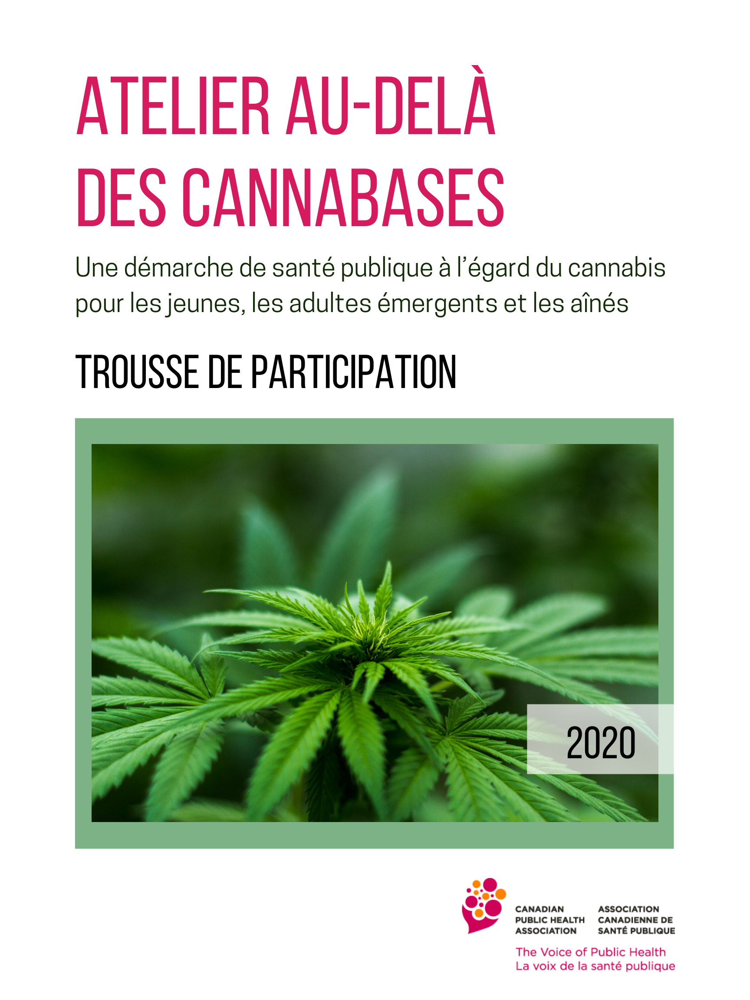 ATELIER AU-DELÀ
DES CANNABASES
Une démarche de santé publique à l’égard du cannabis
pour les jeunes, les adultes émergents et les aînés
TROUSSE DE PARTICIPATION
2020
CANADIAN
PUBLIC HEALTH
ASSOCIATION
ASSOCIATION
CANADIENNE DE
SANTÉ PUBLIQUE
The Voice of Public Health
La voix de la santé publique